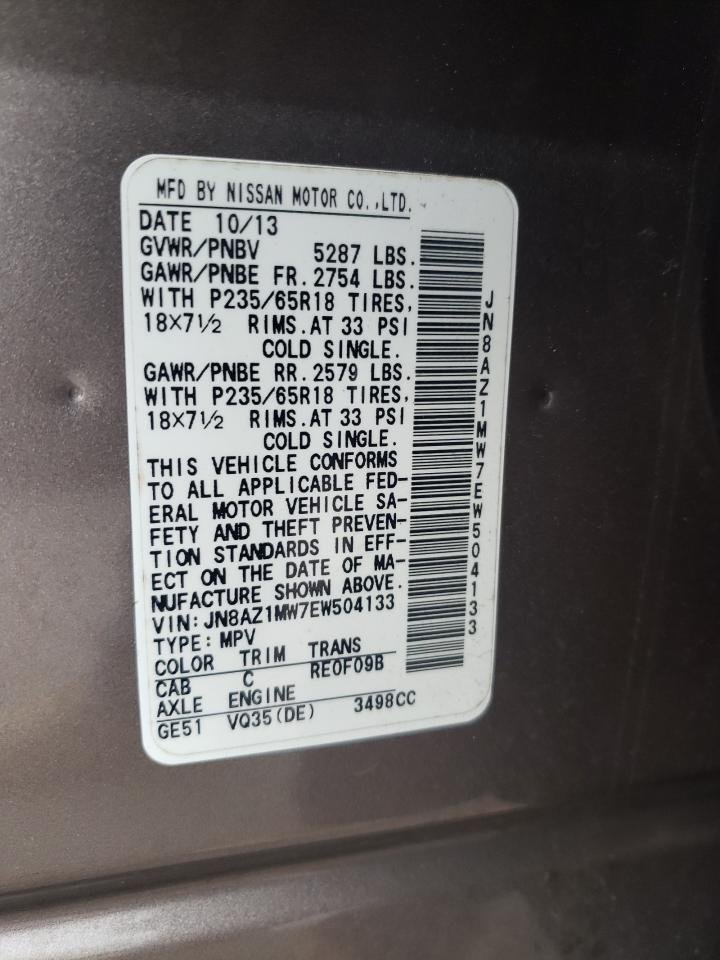 MFD BY NISSAN MOTOR CO.,LTD.
DATE 10/13
GVWR/PNBV 5287 LBS.
GAWR/PNBE FR. 2754 LBS.
WITH P235/65R18 TIRES,
18×7½ RIMS. AT 33 PSI
COLD SINGLE.
GAWR/PNBE RR. 2579 LBS.
WITH P235/65R18 TIRES,
18×7½ RIMS. AT 33 PSI
COLD SINGLE.
THIS VEHICLE CONFORMS
TO ALL APPLICABLE FED-
ERAL MOTOR VEHICLE SA-
FETY AND THEFT PREVEN-
TION STANDARDS IN EFF-
ECT ON THE DATE OF MA-
NUFACTURE SHOWN ABOVE.
VIN: JN8AZ1MW7EW504133
TYPE: MPV
COLOR TRIM TRANS
CAB C RE0F09B
AXLE ENGINE
GE51 VQ35(DE) 3498CC
JN8AZ1MW7EW504133